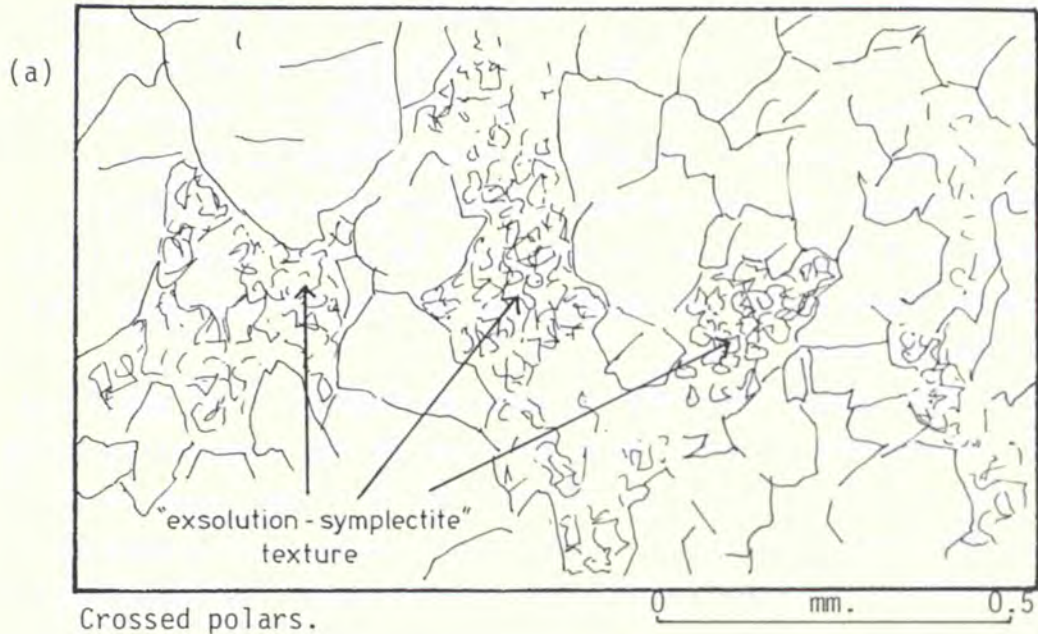 (a)
"exsolution - symplectite"
texture
Crossed polars.
0 mm. 0.5